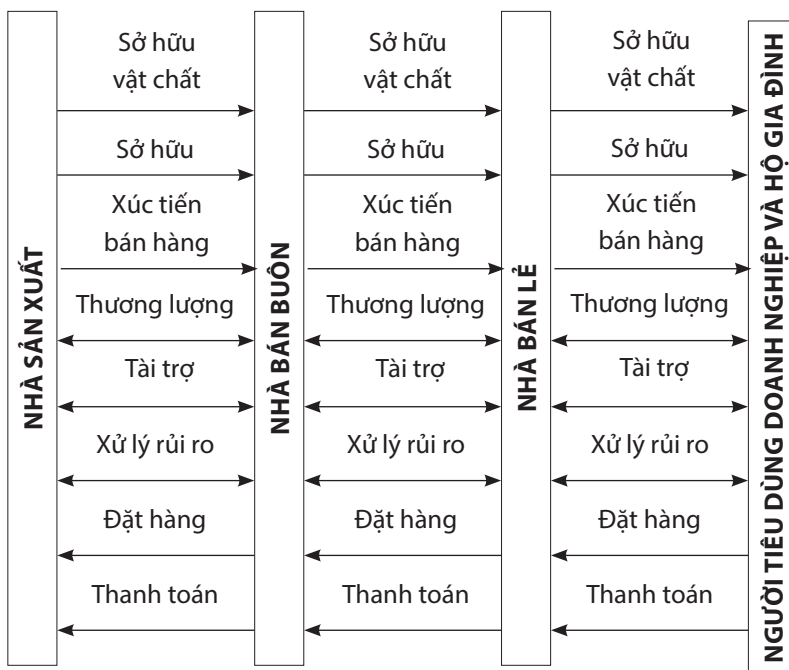 NHÀ SẢN XUẤT
Sở hữu
vật chất
Sở hữu
Xúc tiến
bán hàng
Thương lượng
Tài trợ
Xử lý rủi ro
Đặt hàng
Thanh toán
NHÀ BÁN BUÔN
Sở hữu
vật chất
Sở hữu
Xúc tiến
bán hàng
Thương lượng
Tài trợ
Xử lý rủi ro
Đặt hàng
Thanh toán
NHÀ BÁN LẺ
Sở hữu
vật chất
Sở hữu
Xúc tiến
bán hàng
Thương lượng
Tài trợ
Xử lý rủi ro
Đặt hàng
Thanh toán
NGƯỜI TIÊU DÙNG DOANH NGHIỆP VÀ HỘ GIA ĐÌNH